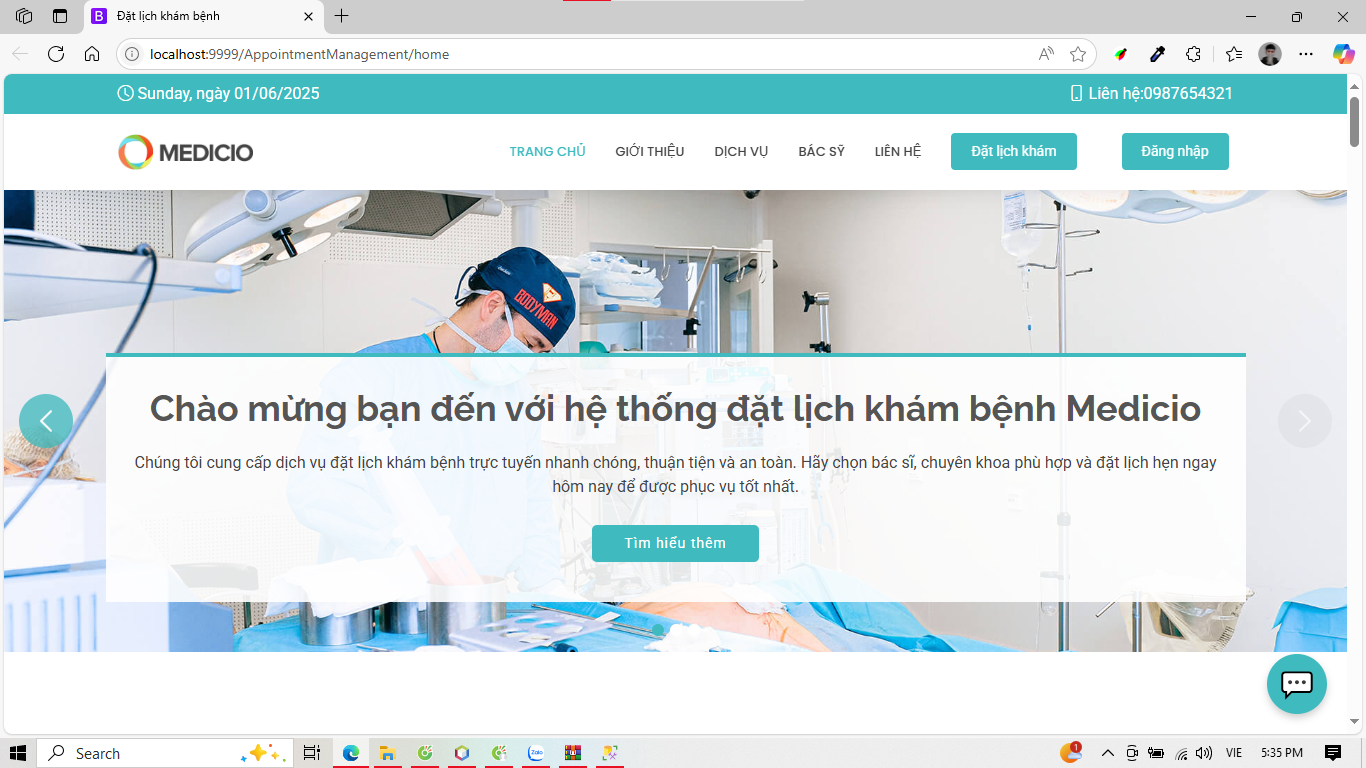 Đặt lịch khám bệnh
localhost:9999/AppointmentManagement/home
Sunday, ngày 01/06/2025
Liên hệ:0987654321
MEDICIO
TRANG CHỦ
GIỚI THIỆU
DỊCH VỤ
BÁC SỸ
LIÊN HỆ
Đặt lịch khám
Đăng nhập
BODYMAN
Chào mừng bạn đến với hệ thống đặt lịch khám bệnh Medicio
Chúng tôi cung cấp dịch vụ đặt lịch khám bệnh trực tuyến nhanh chóng, thuận tiện và an toàn. Hãy chọn bác sĩ, chuyên khoa phù hợp và đặt lịch hẹn ngay
hôm nay để được phục vụ tốt nhất.
Tìm hiểu thêm
Search
Zalo
1
VIE
5:35 PM